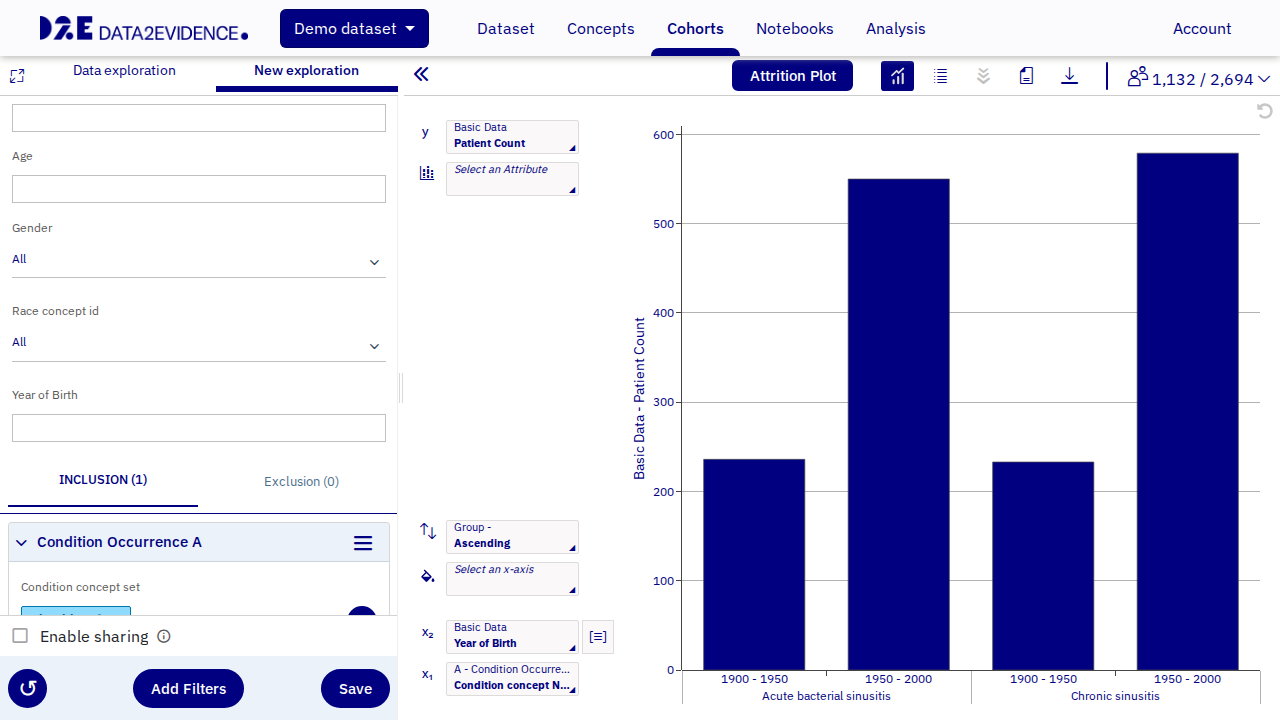 D2E DATA2EVIDENCE.
Demo dataset
Dataset
Concepts
Cohorts
Notebooks
Analysis
Account
Data exploration
New exploration
Attrition Plot
1,132 / 2,694
Age
Gender
All
Race concept id
All
Year of Birth
INCLUSION (1)
Exclusion (0)
Condition Occurrence A
Condition concept set
Enable sharing
Add Filters
Save
y
Basic Data
Patient Count
Select an Attribute
Group -
Ascending
Select an x-axis
X₂
Basic Data
Year of Birth
[≡]
X₁
A - Condition Occurre...
Condition concept N...
Basic Data - Patient Count
600
500
400
300
200
100
0
1900 - 1950
1950 - 2000
1900 - 1950
1950 - 2000
Acute bacterial sinusitis
Chronic sinusitis